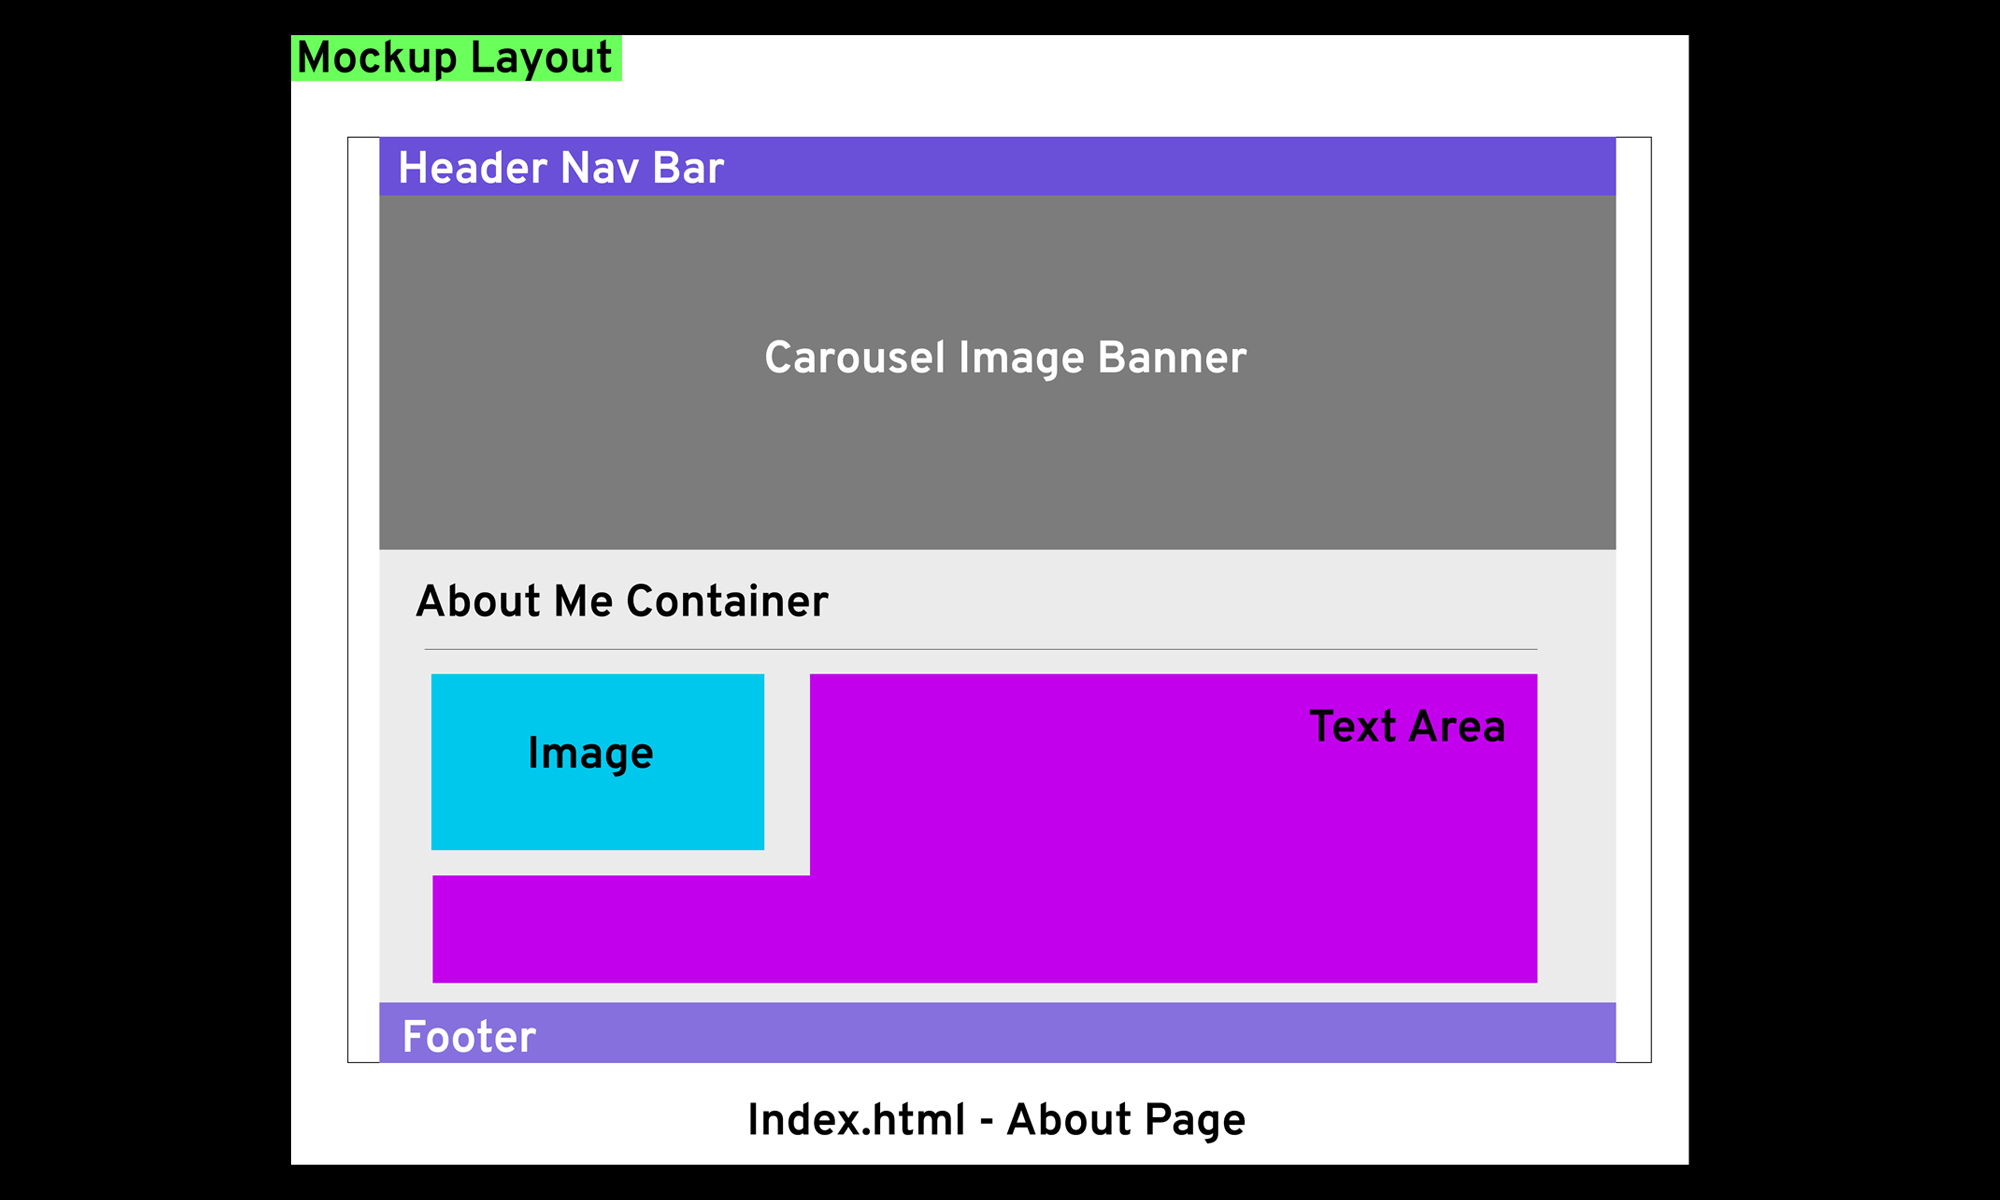 Mockup Layout
Header Nav Bar
Carousel Image Banner
About Me Container
Image
Text Area
Footer
Index.html - About Page